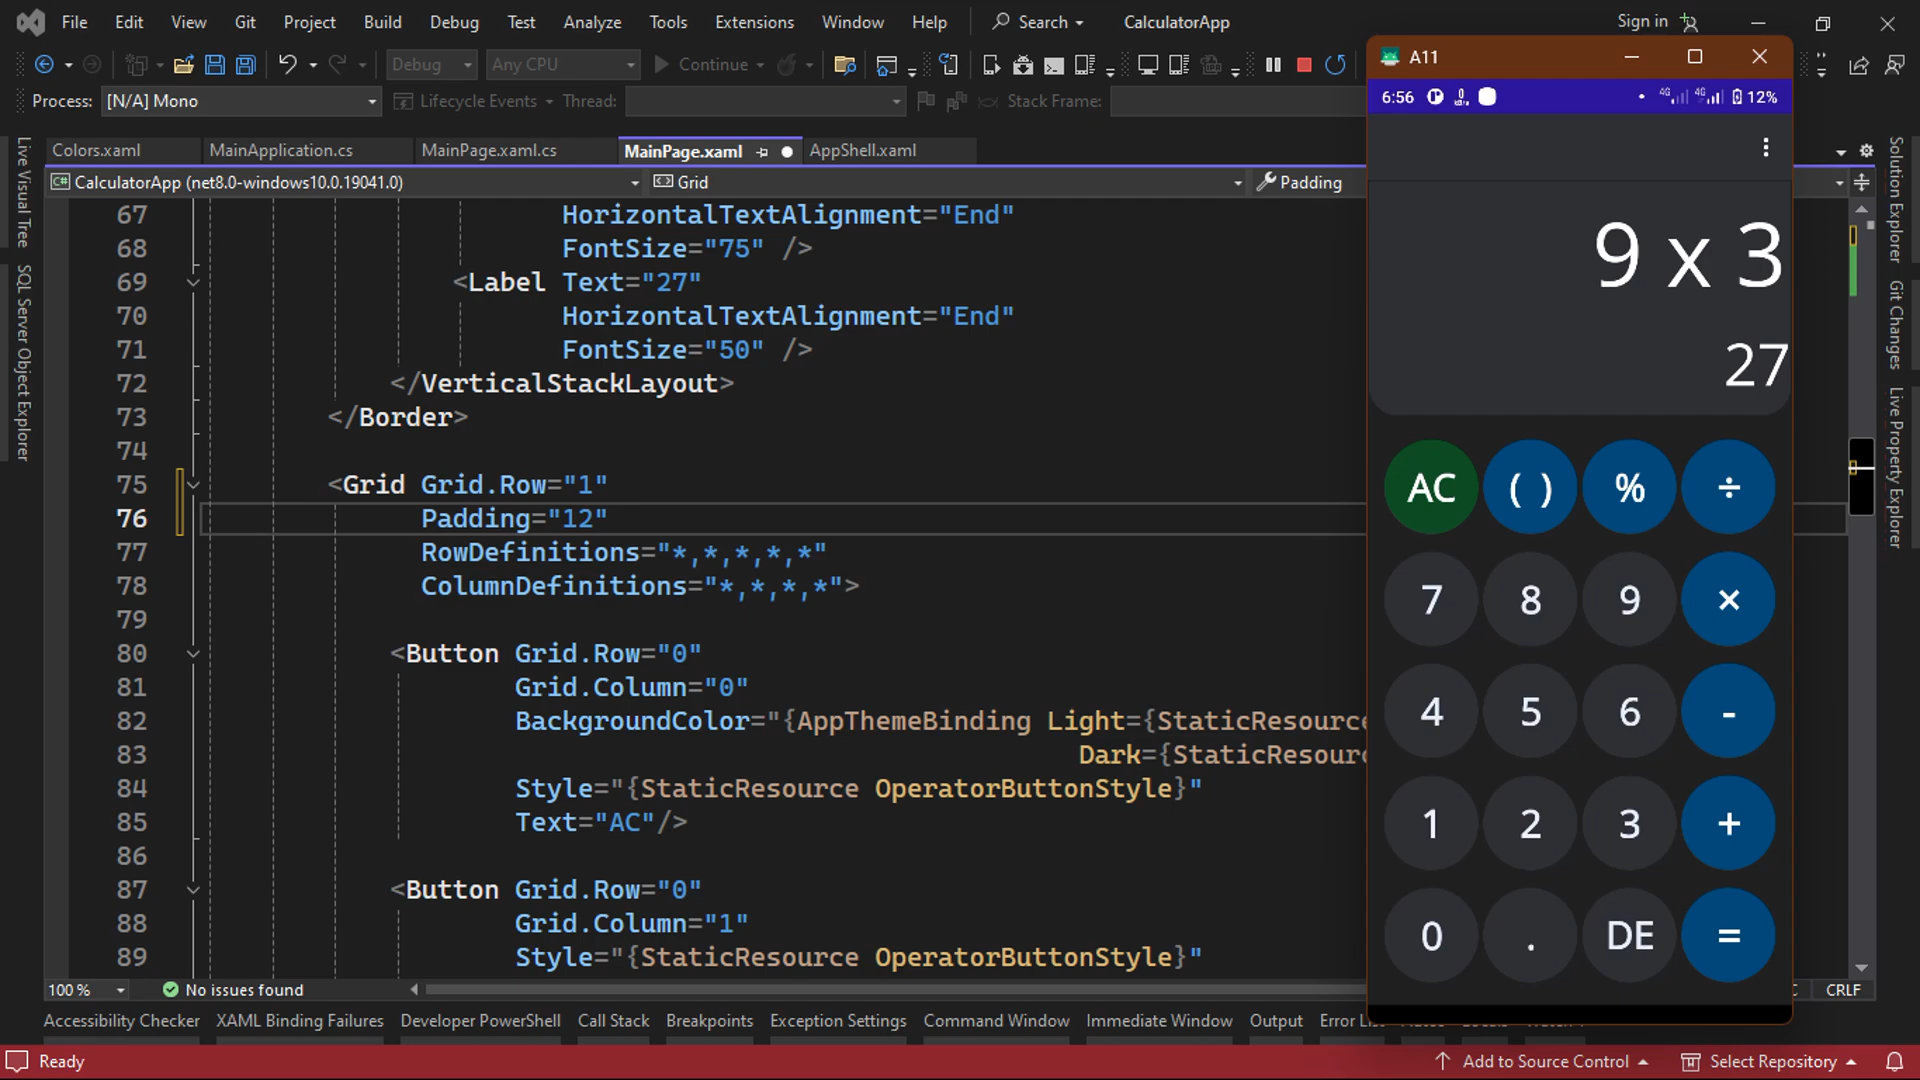 File Edit View Git Project Build Debug Test Analyze Tools Extensions Window Help Search CalculatorApp Sign in
Debug Any CPU Continue
Process: [N/A] Mono Lifecycle Events Thread: Stack Frame:
Colors.xaml MainApplication.cs MainPage.xaml.cs MainPage.xaml AppShell.xaml
CalculatorApp (net8.0-windows10.0.19041.0) Grid Padding
Live Visual Tree
SQL Server Object Explorer
67 HorizontalTextAlignment="End"
68 FontSize="75" />
69 <Label Text="27"
70 HorizontalTextAlignment="End"
71 FontSize="50" />
72 </VerticalStackLayout>
73 </Border>
74
75 <Grid Grid.Row="1"
76 Padding="12"
77 RowDefinitions="*,*,*,*,*"
78 ColumnDefinitions="*,*,*,*">
79
80 <Button Grid.Row="0"
81 Grid.Column="0"
82 BackgroundColor="{AppThemeBinding Light={StaticResource
83 Dark={StaticResourc
84 Style="{StaticResource OperatorButtonStyle}"
85 Text="AC"/>
86
87 <Button Grid.Row="0"
88 Grid.Column="1"
89 Style="{StaticResource OperatorButtonStyle}"
100 % No issues found CRLF
Accessibility Checker XAML Binding Failures Developer PowerShell Call Stack Breakpoints Exception Settings Command Window Immediate Window Output Error Lis
Ready Add to Source Control Select Repository
A11
6:56 4G 4G 12%
9 x 3
27
AC ( ) % ÷
7 8 9 ×
4 5 6 -
1 2 3 +
0 . DE =
Solution Explorer
Git Changes
Live Property Explorer